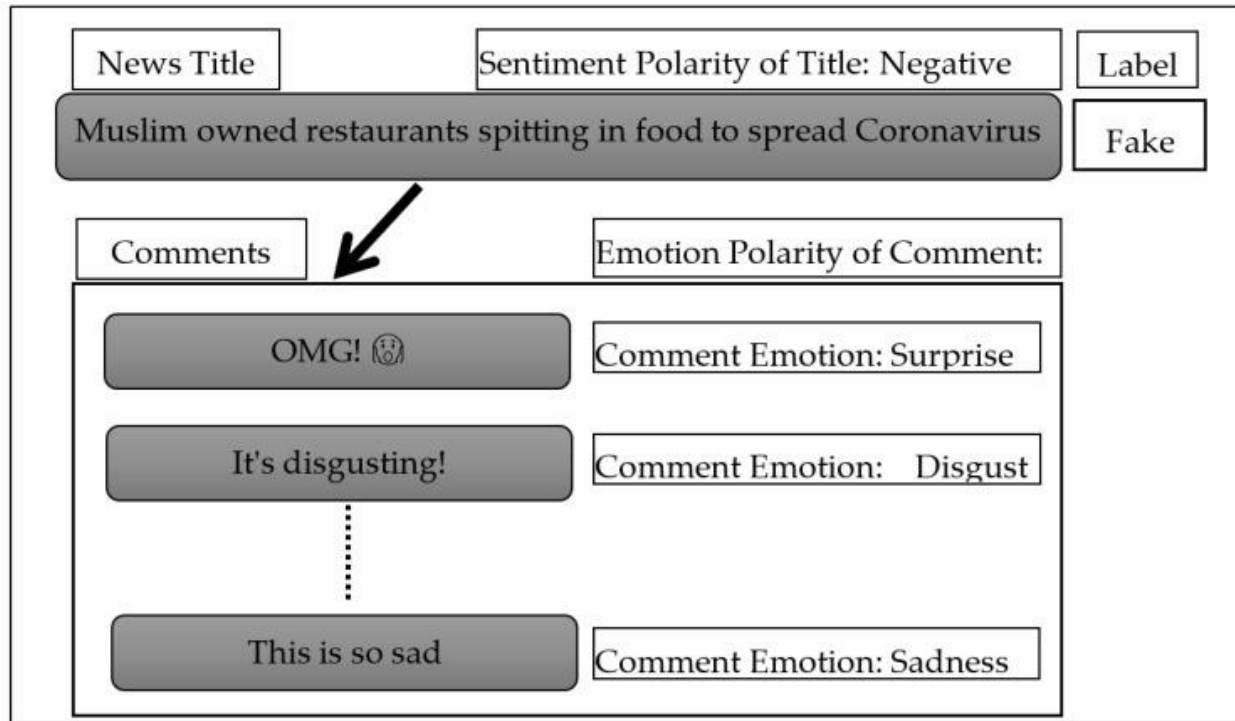 News Title
Sentiment Polarity of Title: Negative
Label
Muslim owned restaurants spitting in food to spread Coronavirus
Fake
Comments
Emotion Polarity of Comment:
OMG! 😱
Comment Emotion: Surprise
It's disgusting!
Comment Emotion: Disgust
This is so sad
Comment Emotion: Sadness